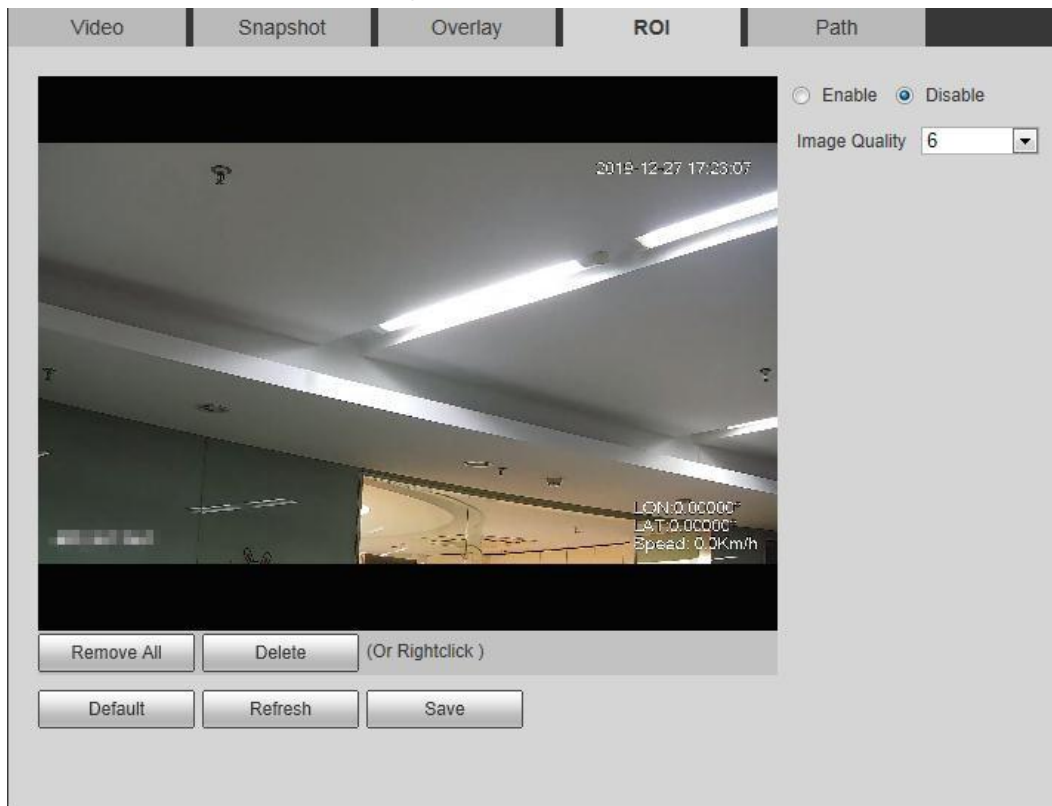 Video Snapshot Overlay ROI Path
Enable Disable
Image Quality 6
2019-12-27 17:23:07
LON:0.00000°
LAT:0.00000°
Speed: 0.0Km/h
Remove All Delete (Or Rightclick )
Default Refresh Save